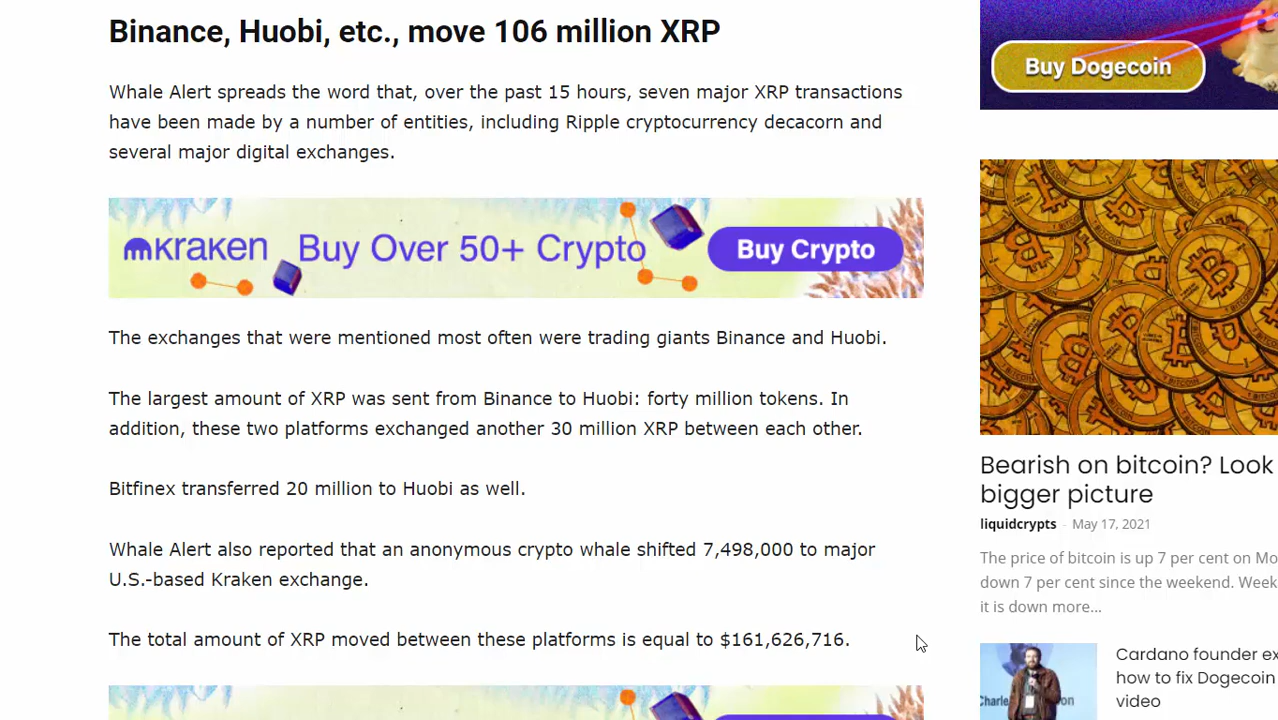 Binance, Huobi, etc., move 106 million XRP
Whale Alert spreads the word that, over the past 15 hours, seven major XRP transactions
have been made by a number of entities, including Ripple cryptocurrency decacorn and
several major digital exchanges.
kraken Buy Over 50+ Crypto Buy Crypto
The exchanges that were mentioned most often were trading giants Binance and Huobi.
The largest amount of XRP was sent from Binance to Huobi: forty million tokens. In
addition, these two platforms exchanged another 30 million XRP between each other.
Bitfinex transferred 20 million to Huobi as well.
Whale Alert also reported that an anonymous crypto whale shifted 7,498,000 to major
U.S.-based Kraken exchange.
The total amount of XRP moved between these platforms is equal to $161,626,716.
Buy Dogecoin
Bearish on bitcoin? Look
bigger picture
liquidcrypts - May 17, 2021
The price of bitcoin is up 7 per cent on Mo
down 7 per cent since the weekend. Week
it is down more...
Cardano founder ex
how to fix Dogecoin
video